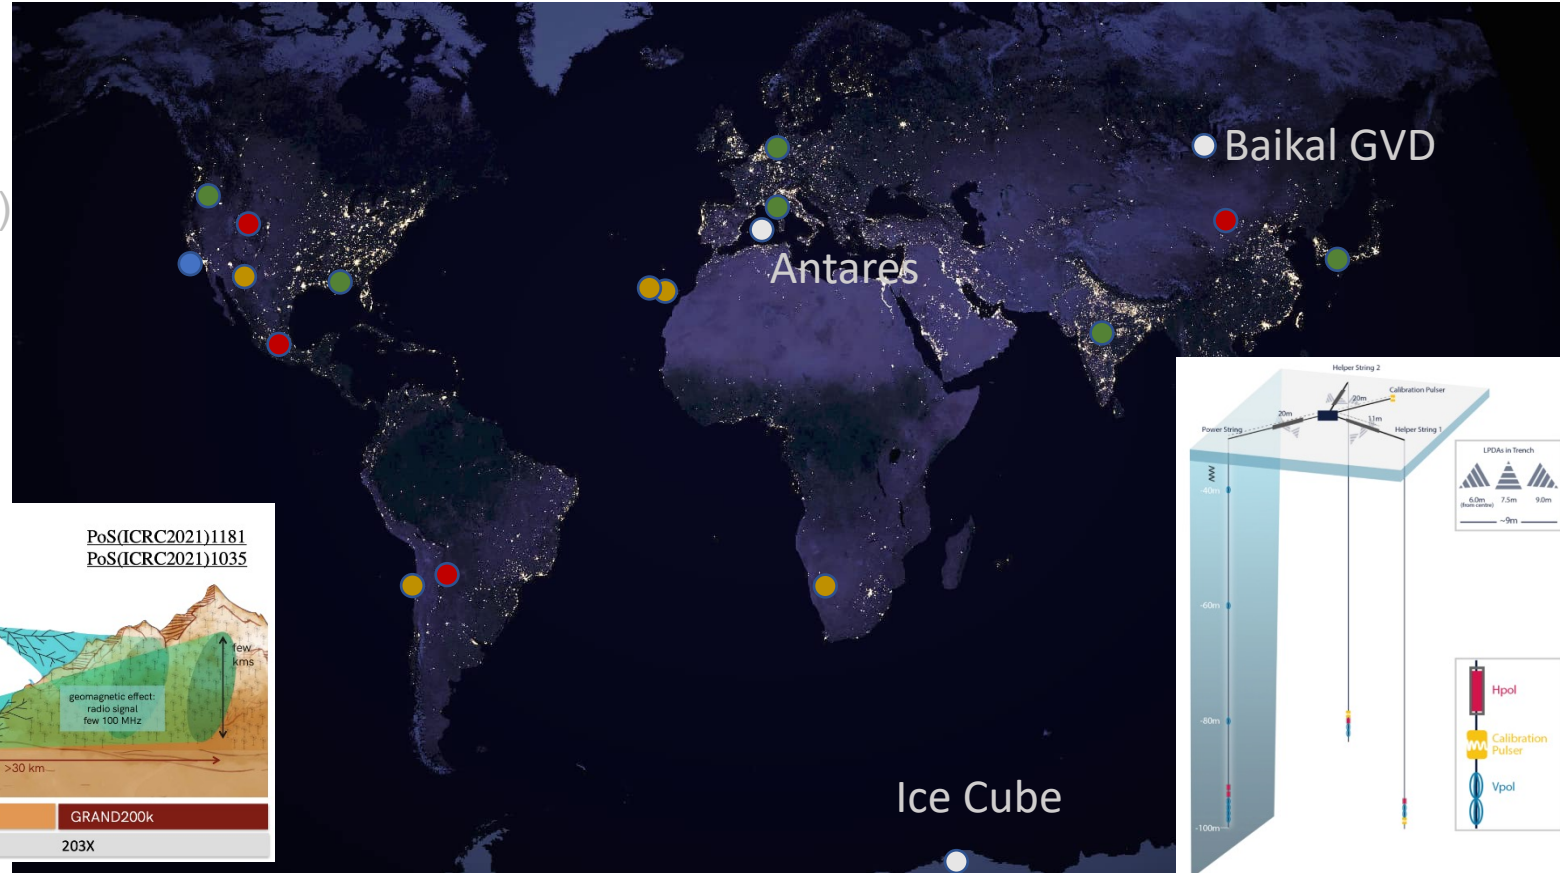 )
Baikal GVD
Antares
Ice Cube
PoS(ICRC2021)1181
PoS(ICRC2021)1035
few
kms
geomagnetic effect:
radio signal
few 100 MHz
>30 km
GRAND200k
203X
Helper String 2
Calibration Pulser
20m
20m
11m
Power String
Helper String 1
-40m
-60m
-80m
-100m
LPDAs in Trench
6.0m 7.5m 9.0m
(from centre)
~9m
Hpol
Calibration
Pulser
Vpol